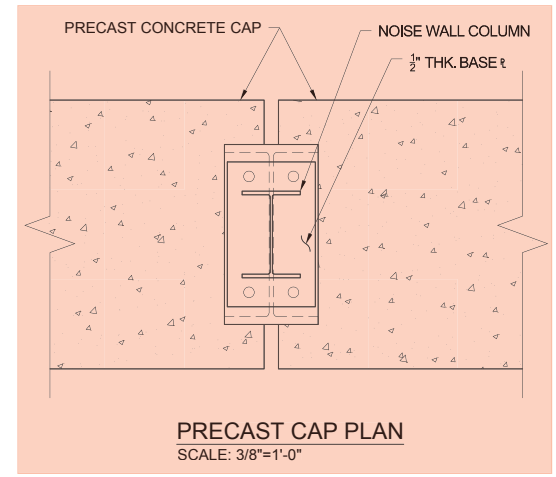 PRECAST CONCRETE CAP
NOISE WALL COLUMN
1/2" THK. BASE ℄
PRECAST CAP PLAN
SCALE: 3/8"=1'-0"